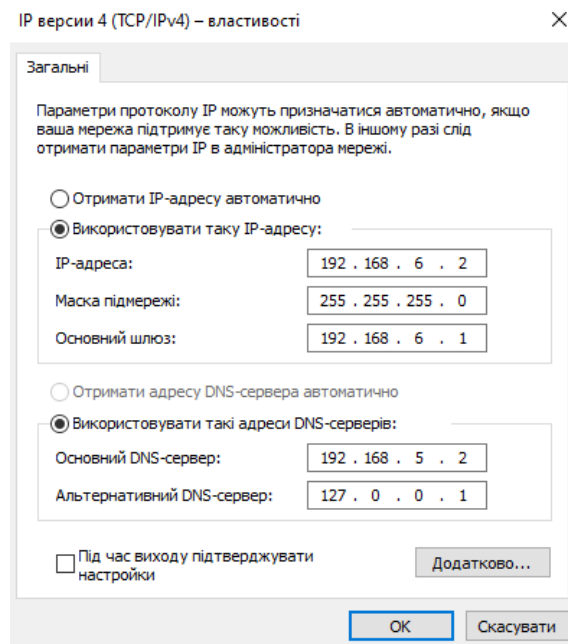 IP версии 4 (TCP/IPv4) – властивості
Загальні
Параметри протоколу IP можуть призначатися автоматично, якщо
ваша мережа підтримує таку можливість. В іншому разі слід
отримати параметри IP в адміністратора мережі.
Отримати IP-адресу автоматично
Використовувати таку IP-адресу:
IP-адреса: 192 . 168 . 6 . 2
Маска підмережі: 255 . 255 . 255 . 0
Основний шлюз: 192 . 168 . 6 . 1
Отримати адресу DNS-сервера автоматично
Використовувати такі адреси DNS-серверів:
Основний DNS-сервер: 192 . 168 . 5 . 2
Альтернативний DNS-сервер: 127 . 0 . 0 . 1
Під час виходу підтверджувати
настройки
Додатково...
ОК
Скасувати